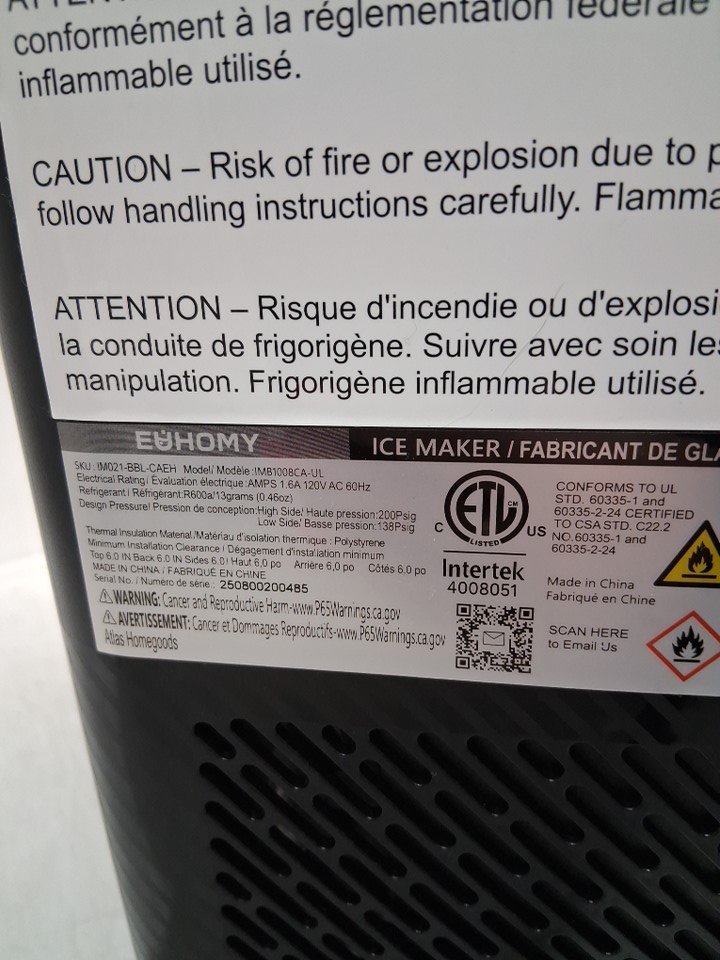 conformément à la réglementation fédérale
inflammable utilisé.
CAUTION – Risk of fire or explosion due to
follow handling instructions carefully.
ATTENTION – Risque d'incendie ou
la conduite de frigorigène. Suivre avec soin
manipulation. Frigorigène inflammable utilisé.
EUHOMY
ICE MAKER / FABRICANT DE
SKU : IM021-BBL-CAEH Model/ Modèle :IMB1008CA-UL
Electrical Rating / Évaluation électrique :AMPS 1.6A 120V AC 60Hz
Refrigerant / Réfrigérant:R600a/13grams (0.46oz)
Design Pressure/ Pression de conception:High Side/ Haute pression:200Psig
Low Side/ Basse pression:138Psig
Thermal Insulation Material/Matériau d'isolation thermique : Polystyrene
Minimum Installation Clearance / Dégagement d'installation minimum
Top 6.0 IN Back 6.0 IN Sides 6.0 / Haut 6,0 po Arrière 6,0 po Côtés 6.0 po
MADE IN CHINA / FABRIQUÉ EN CHINE
Serial No. / Numéro de série : 250800200485
WARNING: Cancer and Reproductive Harm-www.P65Warnings.ca.gov
AVERTISSEMENT: Cancer et Dommages Reproductifs-www.P65Warnings.ca.gov
Atlas Homegoods
C ETL CM US
LISTED
Intertek
4008051
CONFORMS TO UL
STD. 60335-1 and
60335-2-24 CERTIFIED
TO CSA STD. C22.2
NO.60335-1 and
60335-2-24
Made in China
Fabriqué en Chine
SCAN HERE
to Email Us